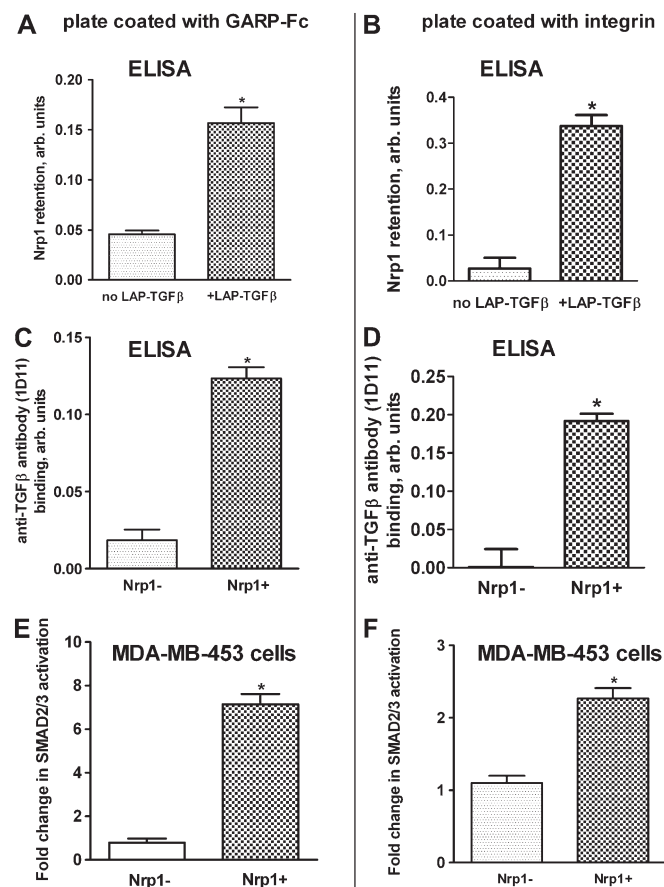 A plate coated with GARP-Fc
ELISA
Nrp1 retention, arb. units
0.20
0.15
0.10
0.05
0.00
*
no LAP-TGFβ +LAP-TGFβ
B plate coated with integrin
ELISA
Nrp1 retention, arb. units
0.4
0.3
0.2
0.1
0.0
*
no LAP-TGFβ +LAP-TGFβ
C
ELISA
anti-TGFβ antibody (1D11)
binding, arb. units
0.15
0.10
0.05
0.00
*
Nrp1- Nrp1+
D
ELISA
anti-TGFβ antibody (1D11)
binding, arb. units
0.25
0.20
0.15
0.10
0.05
0.00
*
Nrp1- Nrp1+
E
MDA-MB-453 cells
Fold change in SMAD2/3 activation
10
8
6
4
2
0
*
Nrp1- Nrp1+
F
MDA-MB-453 cells
Fold change in SMAD2/3 activation
3
2
1
0
*
Nrp1- Nrp1+